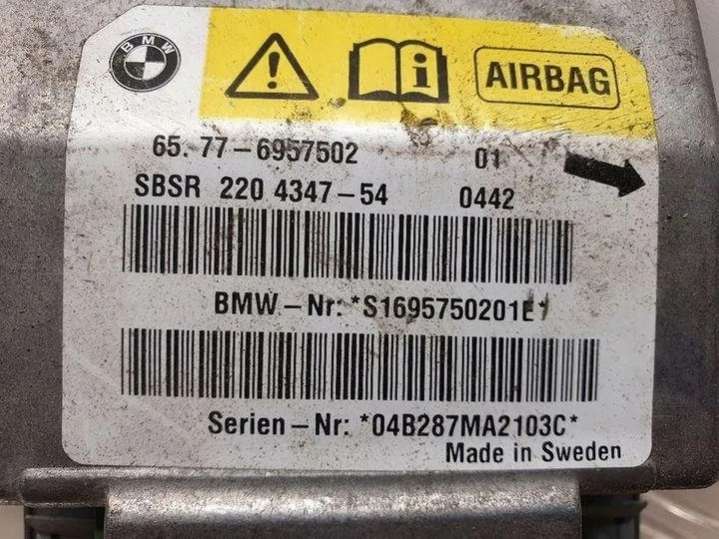 BMW
AIRBAG
65. 77-6957502 01
SBSR 220 4347-54 0442
BMW-Nr: *S1695750201E*
Serien-Nr: *04B287MA2103C*
Made in Sweden